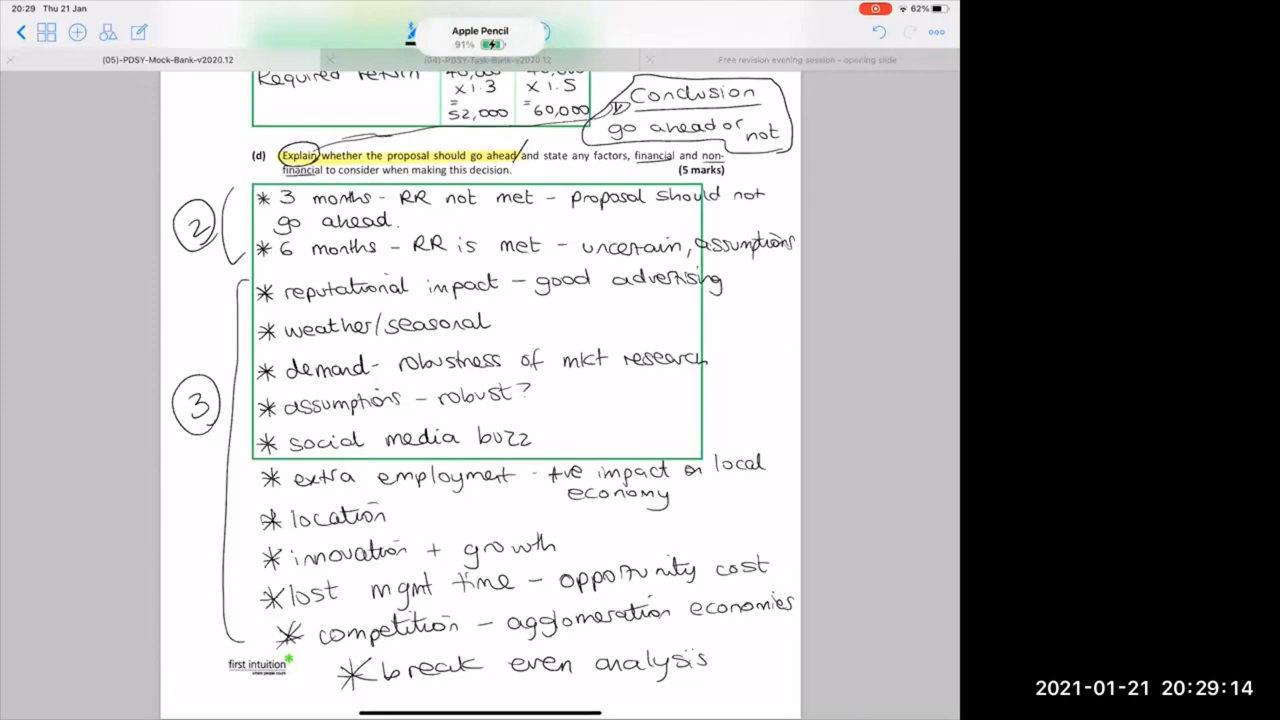 20:29 Thu 21 Jan
62%
Apple Pencil
91%
(05)-PDSY-Mock-Bank-v2020.12
(04)-PDSY-Task-Bank-v2020.12
Free revision evening session - opening slide
Required return
x 1.3
x 1.5
=
52,000
= 60,000
Conclusion
go ahead or not
(d) Explain whether the proposal should go ahead and state any factors, financial and non-
financial to consider when making this decision. (5 marks)
2
* 3 months - RR not met - proposal should not
go ahead.
* 6 months - RR is met - uncertain, assumptions
* reputational impact - good advertising
* weather/seasonal
* demand - robustness of mkt research
3
* assumptions - robust?
* social media buzz
* extra employment - +ve impact on local
economy
* location
* innovation + growth
* lost mgmt time - opportunity cost
* competition - agglomeration economies
* break even analysis
first intuition
where people count
2021-01-21 20:29:14